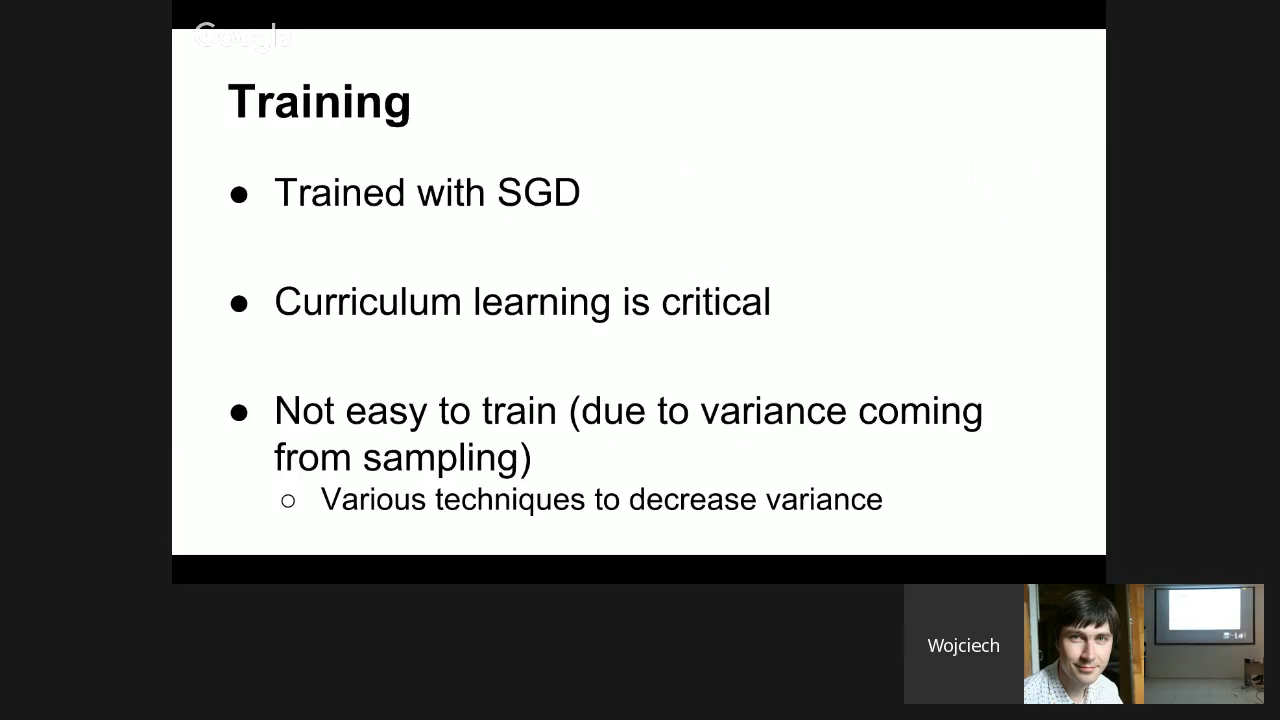 Google
Training
● Trained with SGD
● Curriculum learning is critical
● Not easy to train (due to variance coming
from sampling)
○ Various techniques to decrease variance
Wojciech